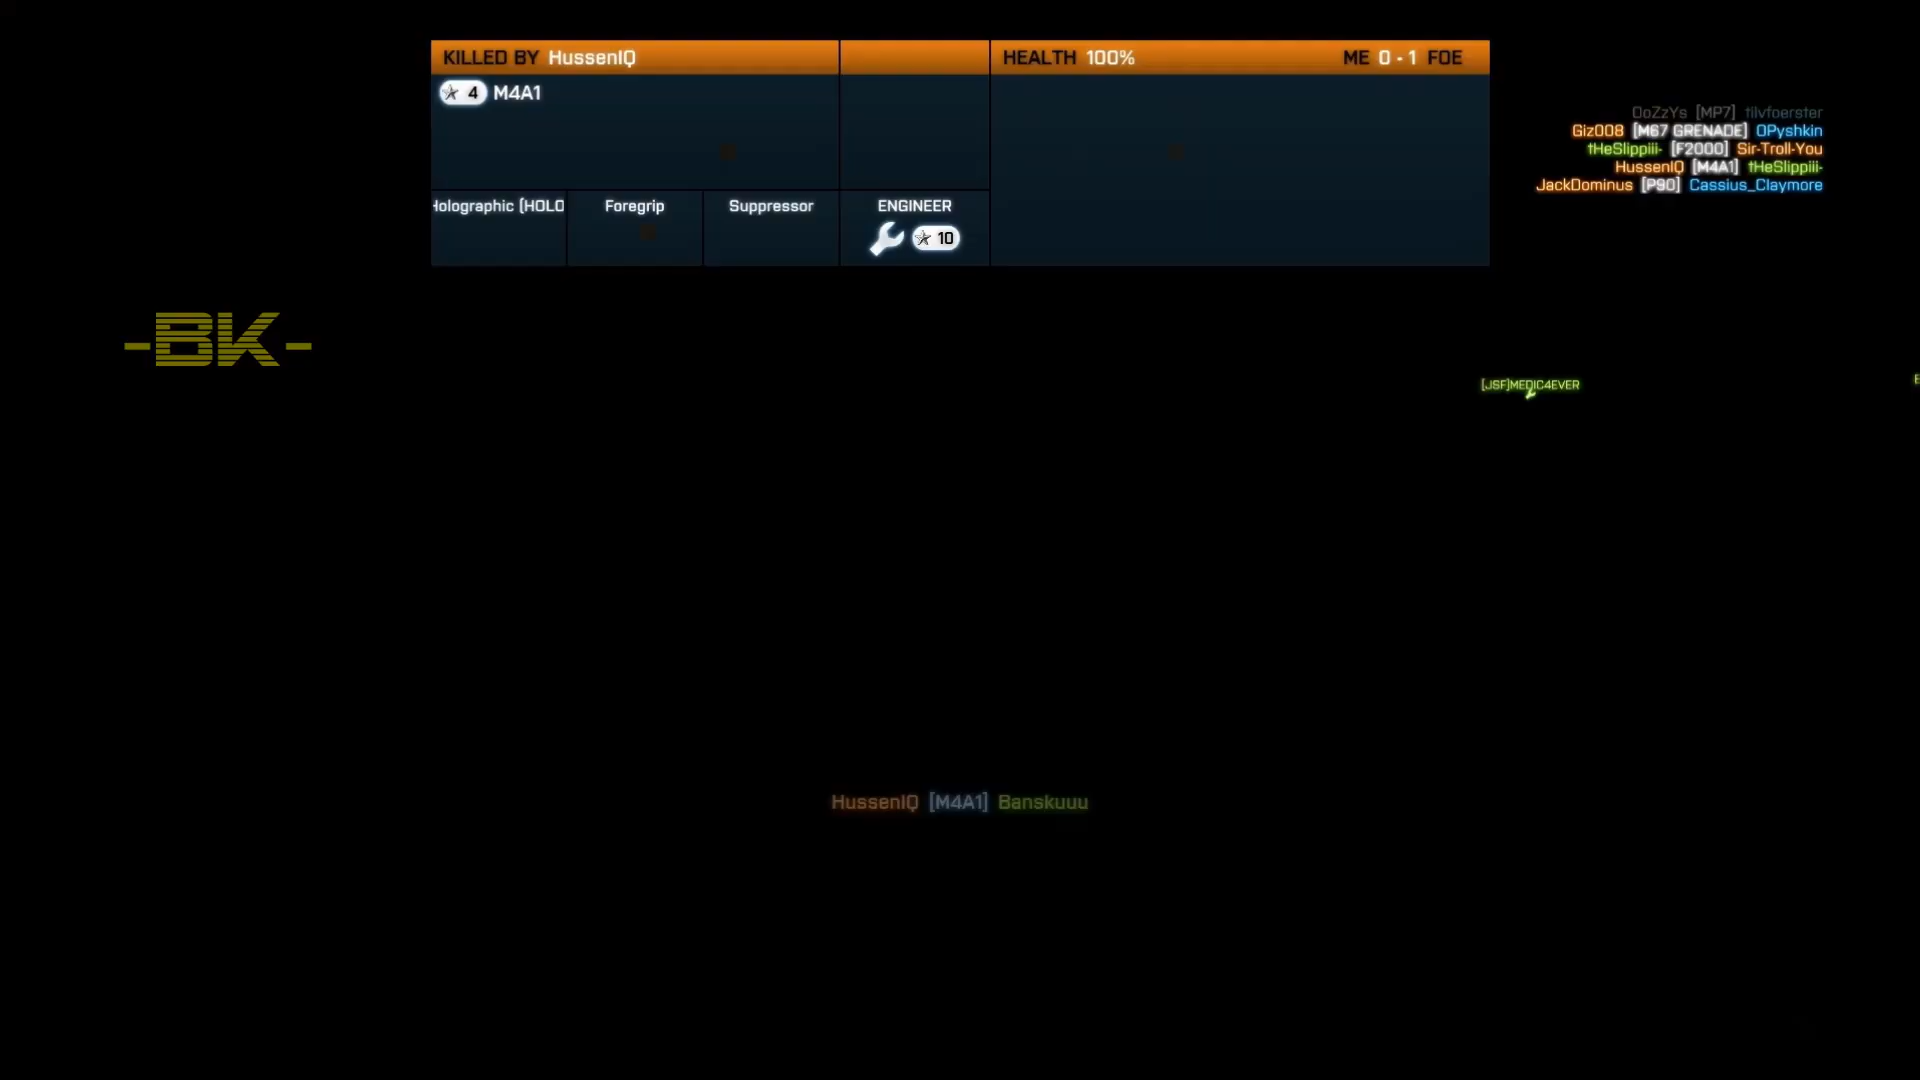 KILLED BY HussenIQ
HEALTH 100%
ME 0 - 1 FOE
4 M4A1
Holographic (HOLO
Foregrip
Suppressor
ENGINEER
10
OoZzYs [MP7] tilvfoerster
Giz008 [M67 GRENADE] OPyshkin
tHeSlippiii- [F2000] Sir-Troll-You
HussenIQ [M4A1] tHeSlippiii-
JackDominus [P90] Cassius_Claymore
-BK-
[JSF]MEDIC4EVER
HussenIQ [M4A1] Banskuuu